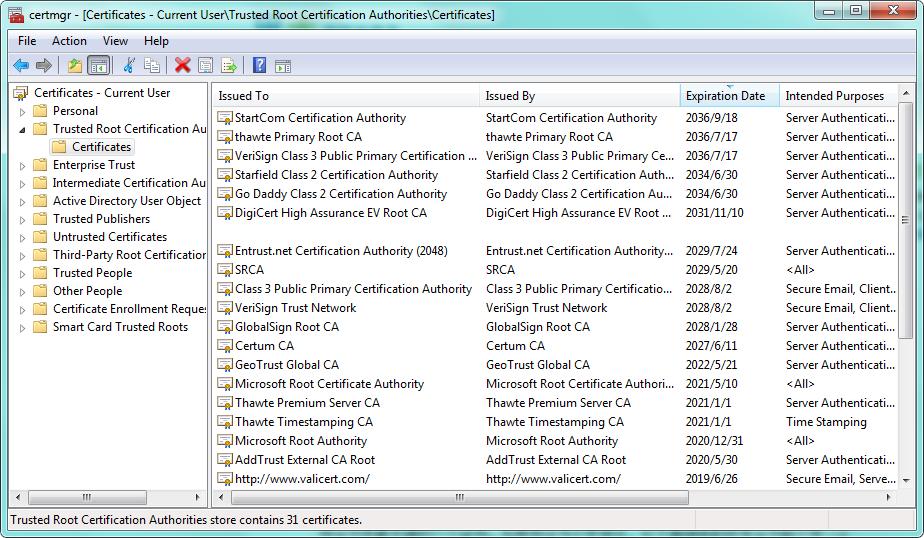 certmgr - [Certificates - Current User\Trusted Root Certification Authorities\Certificates]
File Action View Help
Certificates - Current User
Personal
Trusted Root Certification Au
Certificates
Enterprise Trust
Intermediate Certification Au
Active Directory User Object
Trusted Publishers
Untrusted Certificates
Third-Party Root Certification
Trusted People
Other People
Certificate Enrollment Reques
Smart Card Trusted Roots
Issued To Issued By Expiration Date Intended Purposes
StartCom Certification Authority StartCom Certification Authority 2036/9/18 Server Authenticati...
thawte Primary Root CA thawte Primary Root CA 2036/7/17 Server Authenticati...
VeriSign Class 3 Public Primary Certification ... VeriSign Class 3 Public Primary Ce... 2036/7/17 Server Authenticati...
Starfield Class 2 Certification Authority Starfield Class 2 Certification Auth... 2034/6/30 Server Authenticati...
Go Daddy Class 2 Certification Authority Go Daddy Class 2 Certification Au... 2034/6/30 Server Authenticati...
DigiCert High Assurance EV Root CA DigiCert High Assurance EV Root ... 2031/11/10 Server Authenticati...
Entrust.net Certification Authority (2048) Entrust.net Certification Authority... 2029/7/24 Server Authenticati...
SRCA SRCA 2029/5/20 <All>
Class 3 Public Primary Certification Authority Class 3 Public Primary Certificatio... 2028/8/2 Secure Email, Client...
VeriSign Trust Network VeriSign Trust Network 2028/8/2 Secure Email, Client...
GlobalSign Root CA GlobalSign Root CA 2028/1/28 Server Authenticati...
Certum CA Certum CA 2027/6/11 Server Authenticati...
GeoTrust Global CA GeoTrust Global CA 2022/5/21 Server Authenticati...
Microsoft Root Certificate Authority Microsoft Root Certificate Authori... 2021/5/10 <All>
Thawte Premium Server CA Thawte Premium Server CA 2021/1/1 Server Authenticati...
Thawte Timestamping CA Thawte Timestamping CA 2021/1/1 Time Stamping
Microsoft Root Authority Microsoft Root Authority 2020/12/31 <All>
AddTrust External CA Root AddTrust External CA Root 2020/5/30 Server Authenticati...
http://www.valicert.com/ http://www.valicert.com/ 2019/6/26 Secure Email, Serve...
Trusted Root Certification Authorities store contains 31 certificates.